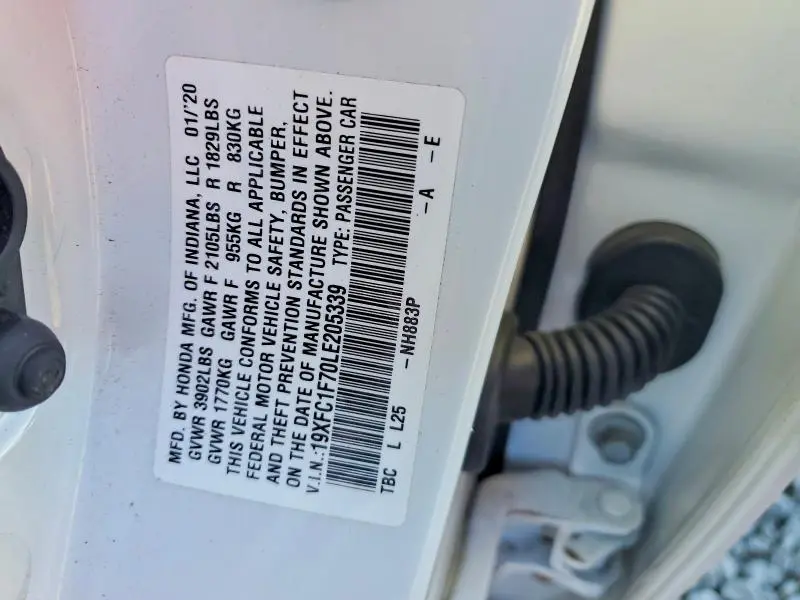 MFD. BY HONDA MFG. OF INDIANA, LLC 01/'20
GVWR 3902LBS GAWR F 2105LBS R 1829LBS
GVWR 1770KG GAWR F 955KG R 830KG
THIS VEHICLE CONFORMS TO ALL APPLICABLE
FEDERAL MOTOR VEHICLE SAFETY, BUMPER,
AND THEFT PREVENTION STANDARDS IN EFFECT
ON THE DATE OF MANUFACTURE SHOWN ABOVE.
V.I.N.:19XFC1F70LE205339 TYPE: PASSENGER CAR
TBC L L25 -NH883P -A -E